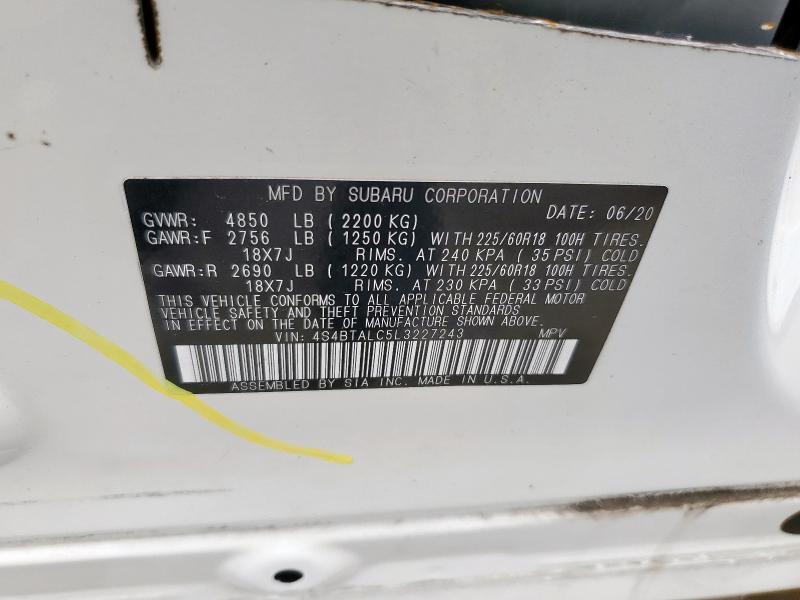 MFD BY SUBARU CORPORATION
GVWR: 4850 LB (2200 KG) DATE: 06/20
GAWR:F 2756 LB (1250 KG) WITH 225/60R18 100H TIRES.
18X7J RIMS. AT 240 KPA (35 PSI) COLD
GAWR:R 2690 LB (1220 KG) WITH 225/60R18 100H TIRES.
18X7J RIMS. AT 230 KPA (33 PSI) COLD
THIS VEHICLE CONFORMS TO ALL APPLICABLE FEDERAL MOTOR
VEHICLE SAFETY AND THEFT PREVENTION STANDARDS
IN EFFECT ON THE DATE OF MANUFACTURE SHOWN ABOVE.
VIN: 4S4BTALC5L3227243 MPV
ASSEMBLED BY SIA INC. MADE IN U.S.A.